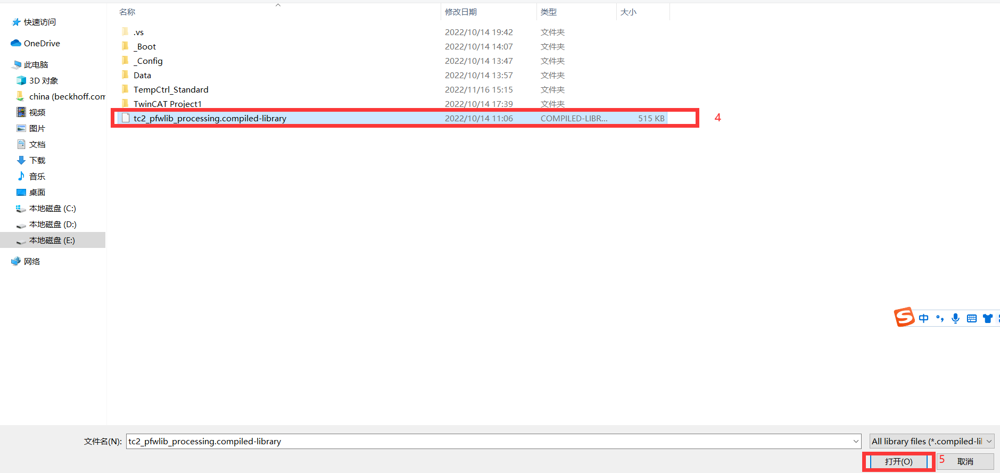 名称 修改日期 类型 大小
快速访问
OneDrive
此电脑
3D 对象
china (beckhoff.com
视频
图片
文档
下载
音乐
桌面
本地磁盘 (C:)
本地磁盘 (D:)
本地磁盘 (E:)
网络
.vs 2022/10/14 19:42 文件夹
_Boot 2022/10/14 14:07 文件夹
_Config 2022/10/14 13:47 文件夹
Data 2022/10/14 13:57 文件夹
TempCtrl_Standard 2022/11/16 15:15 文件夹
TwinCAT Project1 2022/10/14 17:39 文件夹
tc2_pfwlib_processing.compiled-library 2022/10/14 11:06 COMPILED-LIBR... 515 KB 4
S 中 °,
文件名(N): tc2_pfwlib_processing.compiled-library All library files (*.compiled-li
打开(O) 5 取消